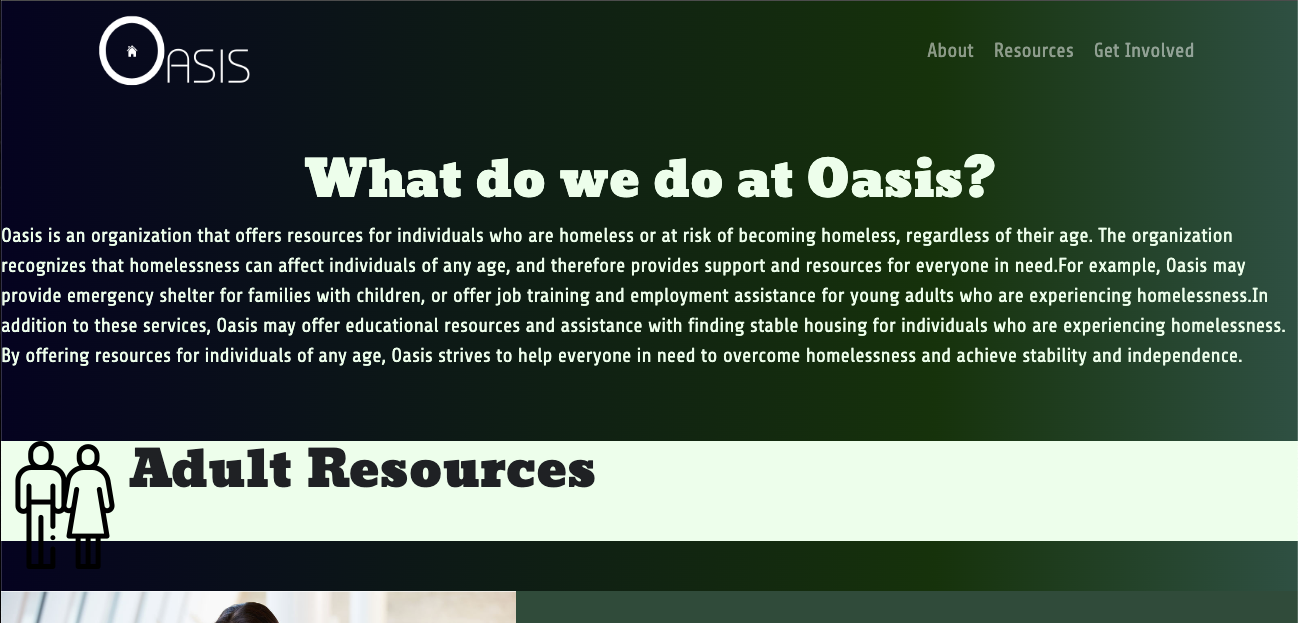 OASIS
About Resources Get Involved
What do we do at Oasis?
Oasis is an organization that offers resources for individuals who are homeless or at risk of becoming homeless, regardless of their age. The organization
recognizes that homelessness can affect individuals of any age, and therefore provides support and resources for everyone in need.For example, Oasis may
provide emergency shelter for families with children, or offer job training and employment assistance for young adults who are experiencing homelessness.In
addition to these services, Oasis may offer educational resources and assistance with finding stable housing for individuals who are experiencing homelessness.
By offering resources for individuals of any age, Oasis strives to help everyone in need to overcome homelessness and achieve stability and independence.
Adult Resources